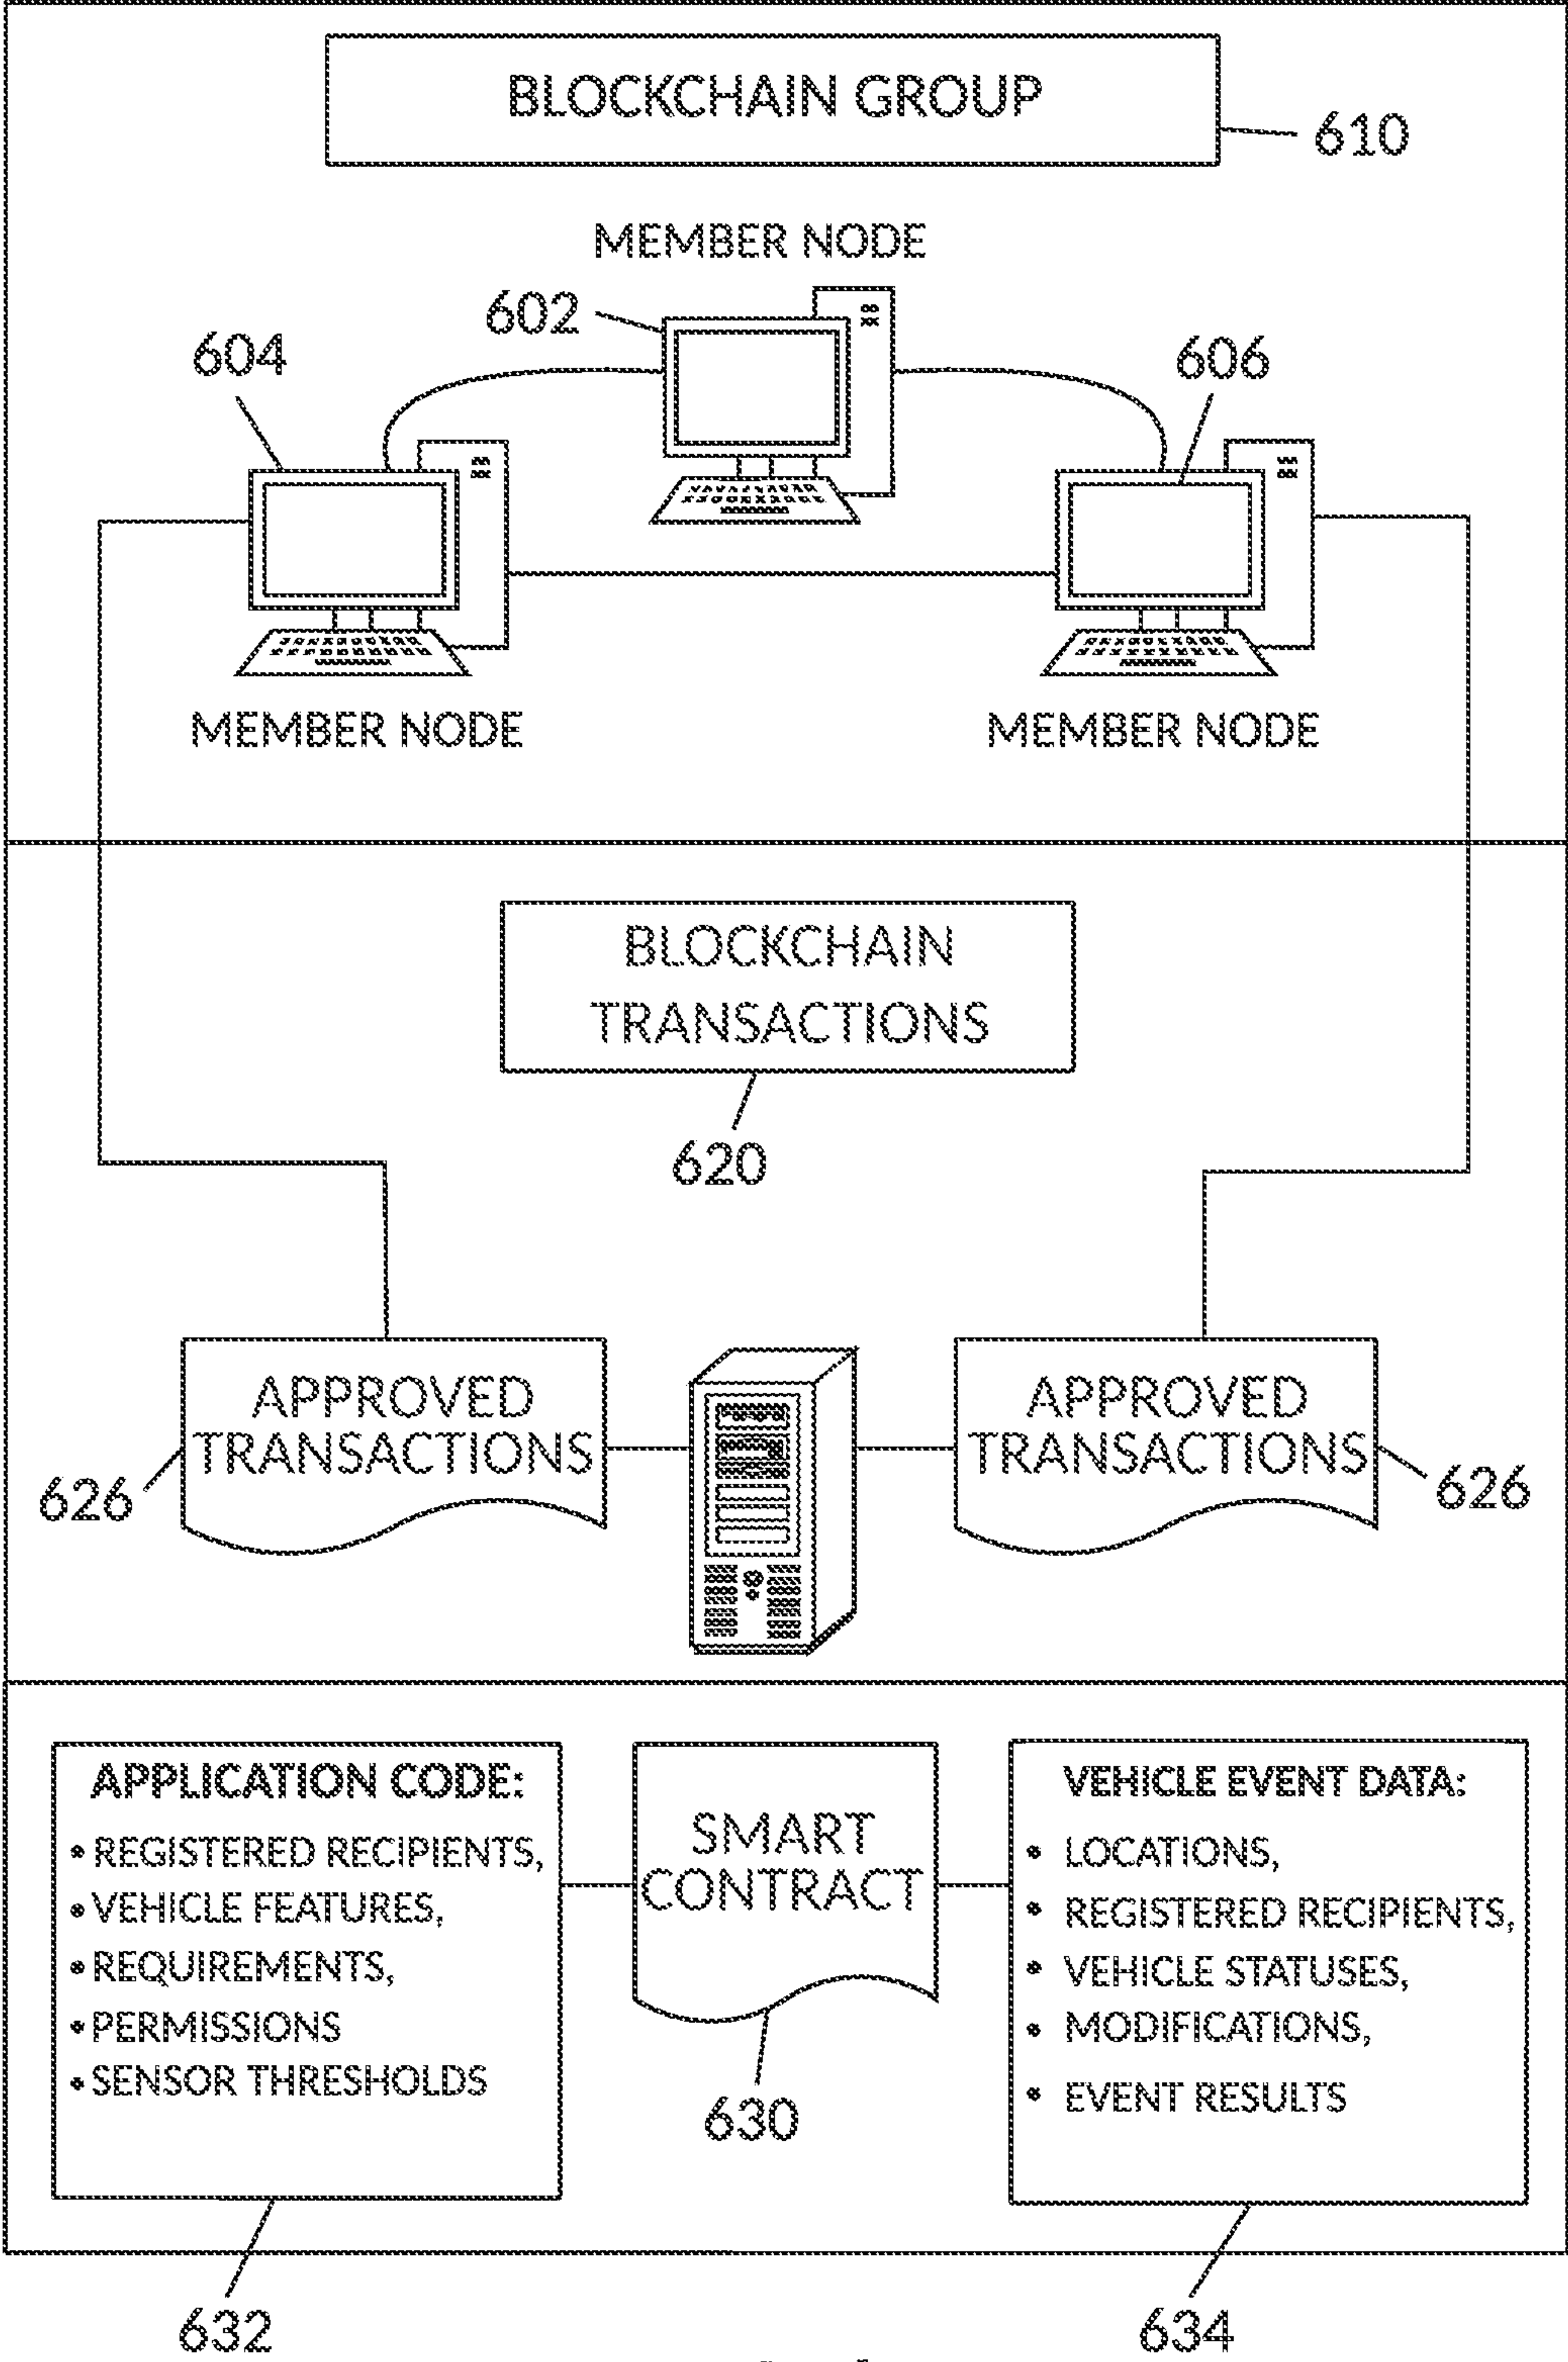 BLOCKCHAIN GROUP
610
MEMBER NODE
602
604
606
MEMBER NODE
MEMBER NODE
BLOCKCHAIN
TRANSACTIONS
620
APPROVED
TRANSACTIONS
626
APPROVED
TRANSACTIONS
626
APPLICATION CODE:
• REGISTERED RECIPIENTS,
• VEHICLE FEATURES,
• REQUIREMENTS,
• PERMISSIONS
• SENSOR THRESHOLDS
632
SMART
CONTRACT
630
VEHICLE EVENT DATA:
• LOCATIONS,
• REGISTERED RECIPIENTS,
• VEHICLE STATUSES,
• MODIFICATIONS,
• EVENT RESULTS
634